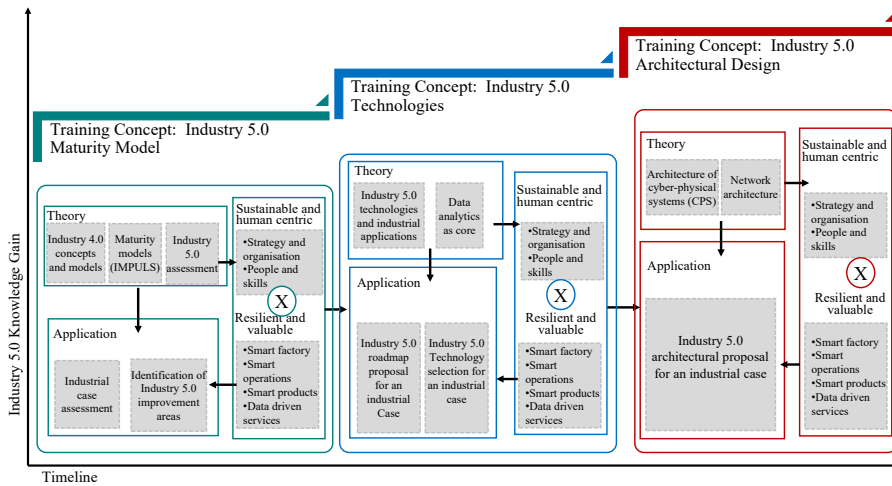 Industry 5.0 Knowledge Gain
Timeline
Training Concept:  Industry 5.0
Maturity Model
Theory
Industry 4.0
concepts
and models
Maturity
models
(IMPULS)
Industry
5.0
assessment
Application
Industrial
case
assessment
Identification of
Industry 5.0
improvement
areas
Sustainable and
human centric
•Strategy and
organisation
•People and
skills
X
Resilient and
valuable
•Smart factory
•Smart
operations
•Smart products
•Data driven
services
Training Concept:  Industry 5.0
Technologies
Theory
Industry 5.0
technologies
and industrial
applications
Data
analytics
as core
Application
Industry 5.0
roadmap
proposal for
an
industrial
Case
Industry 5.0
Technology
selection for
an industrial
case
Sustainable and
human centric
•Strategy and
organisation
•People and
skills
X
Resilient and
valuable
•Smart factory
•Smart
operations
•Smart products
•Data driven
services
Training Concept:  Industry 5.0
Architectural Design
Theory
Architecture of
cyber-physical
systems (CPS)
Network
architecture
Application
Industry 5.0
architectural proposal
for an industrial case
Sustainable and
human centric
•Strategy and
organisation
•People and
skills
X
Resilient and
valuable
•Smart factory
•Smart
operations
•Smart products
•Data driven
services